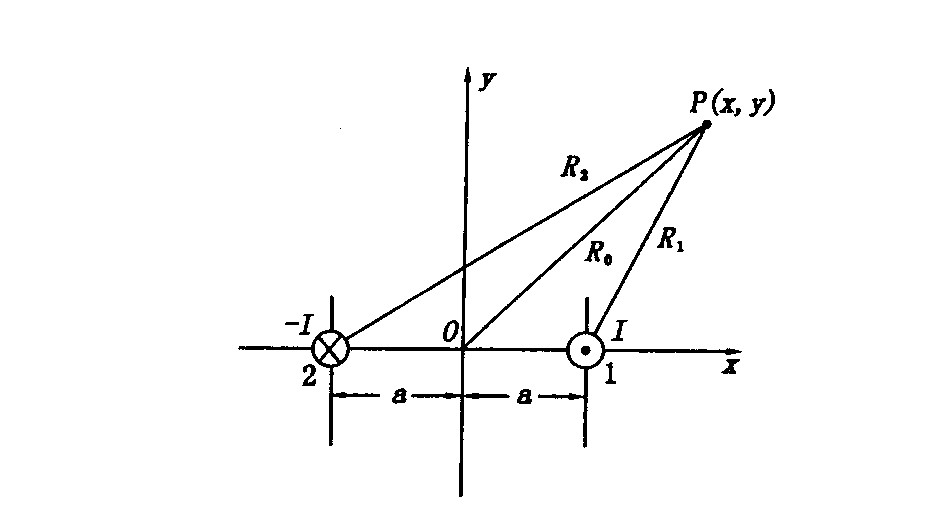 y
P(x, y)
R₂
R₀
R₁
-I
O
I
2
1
x
a
a